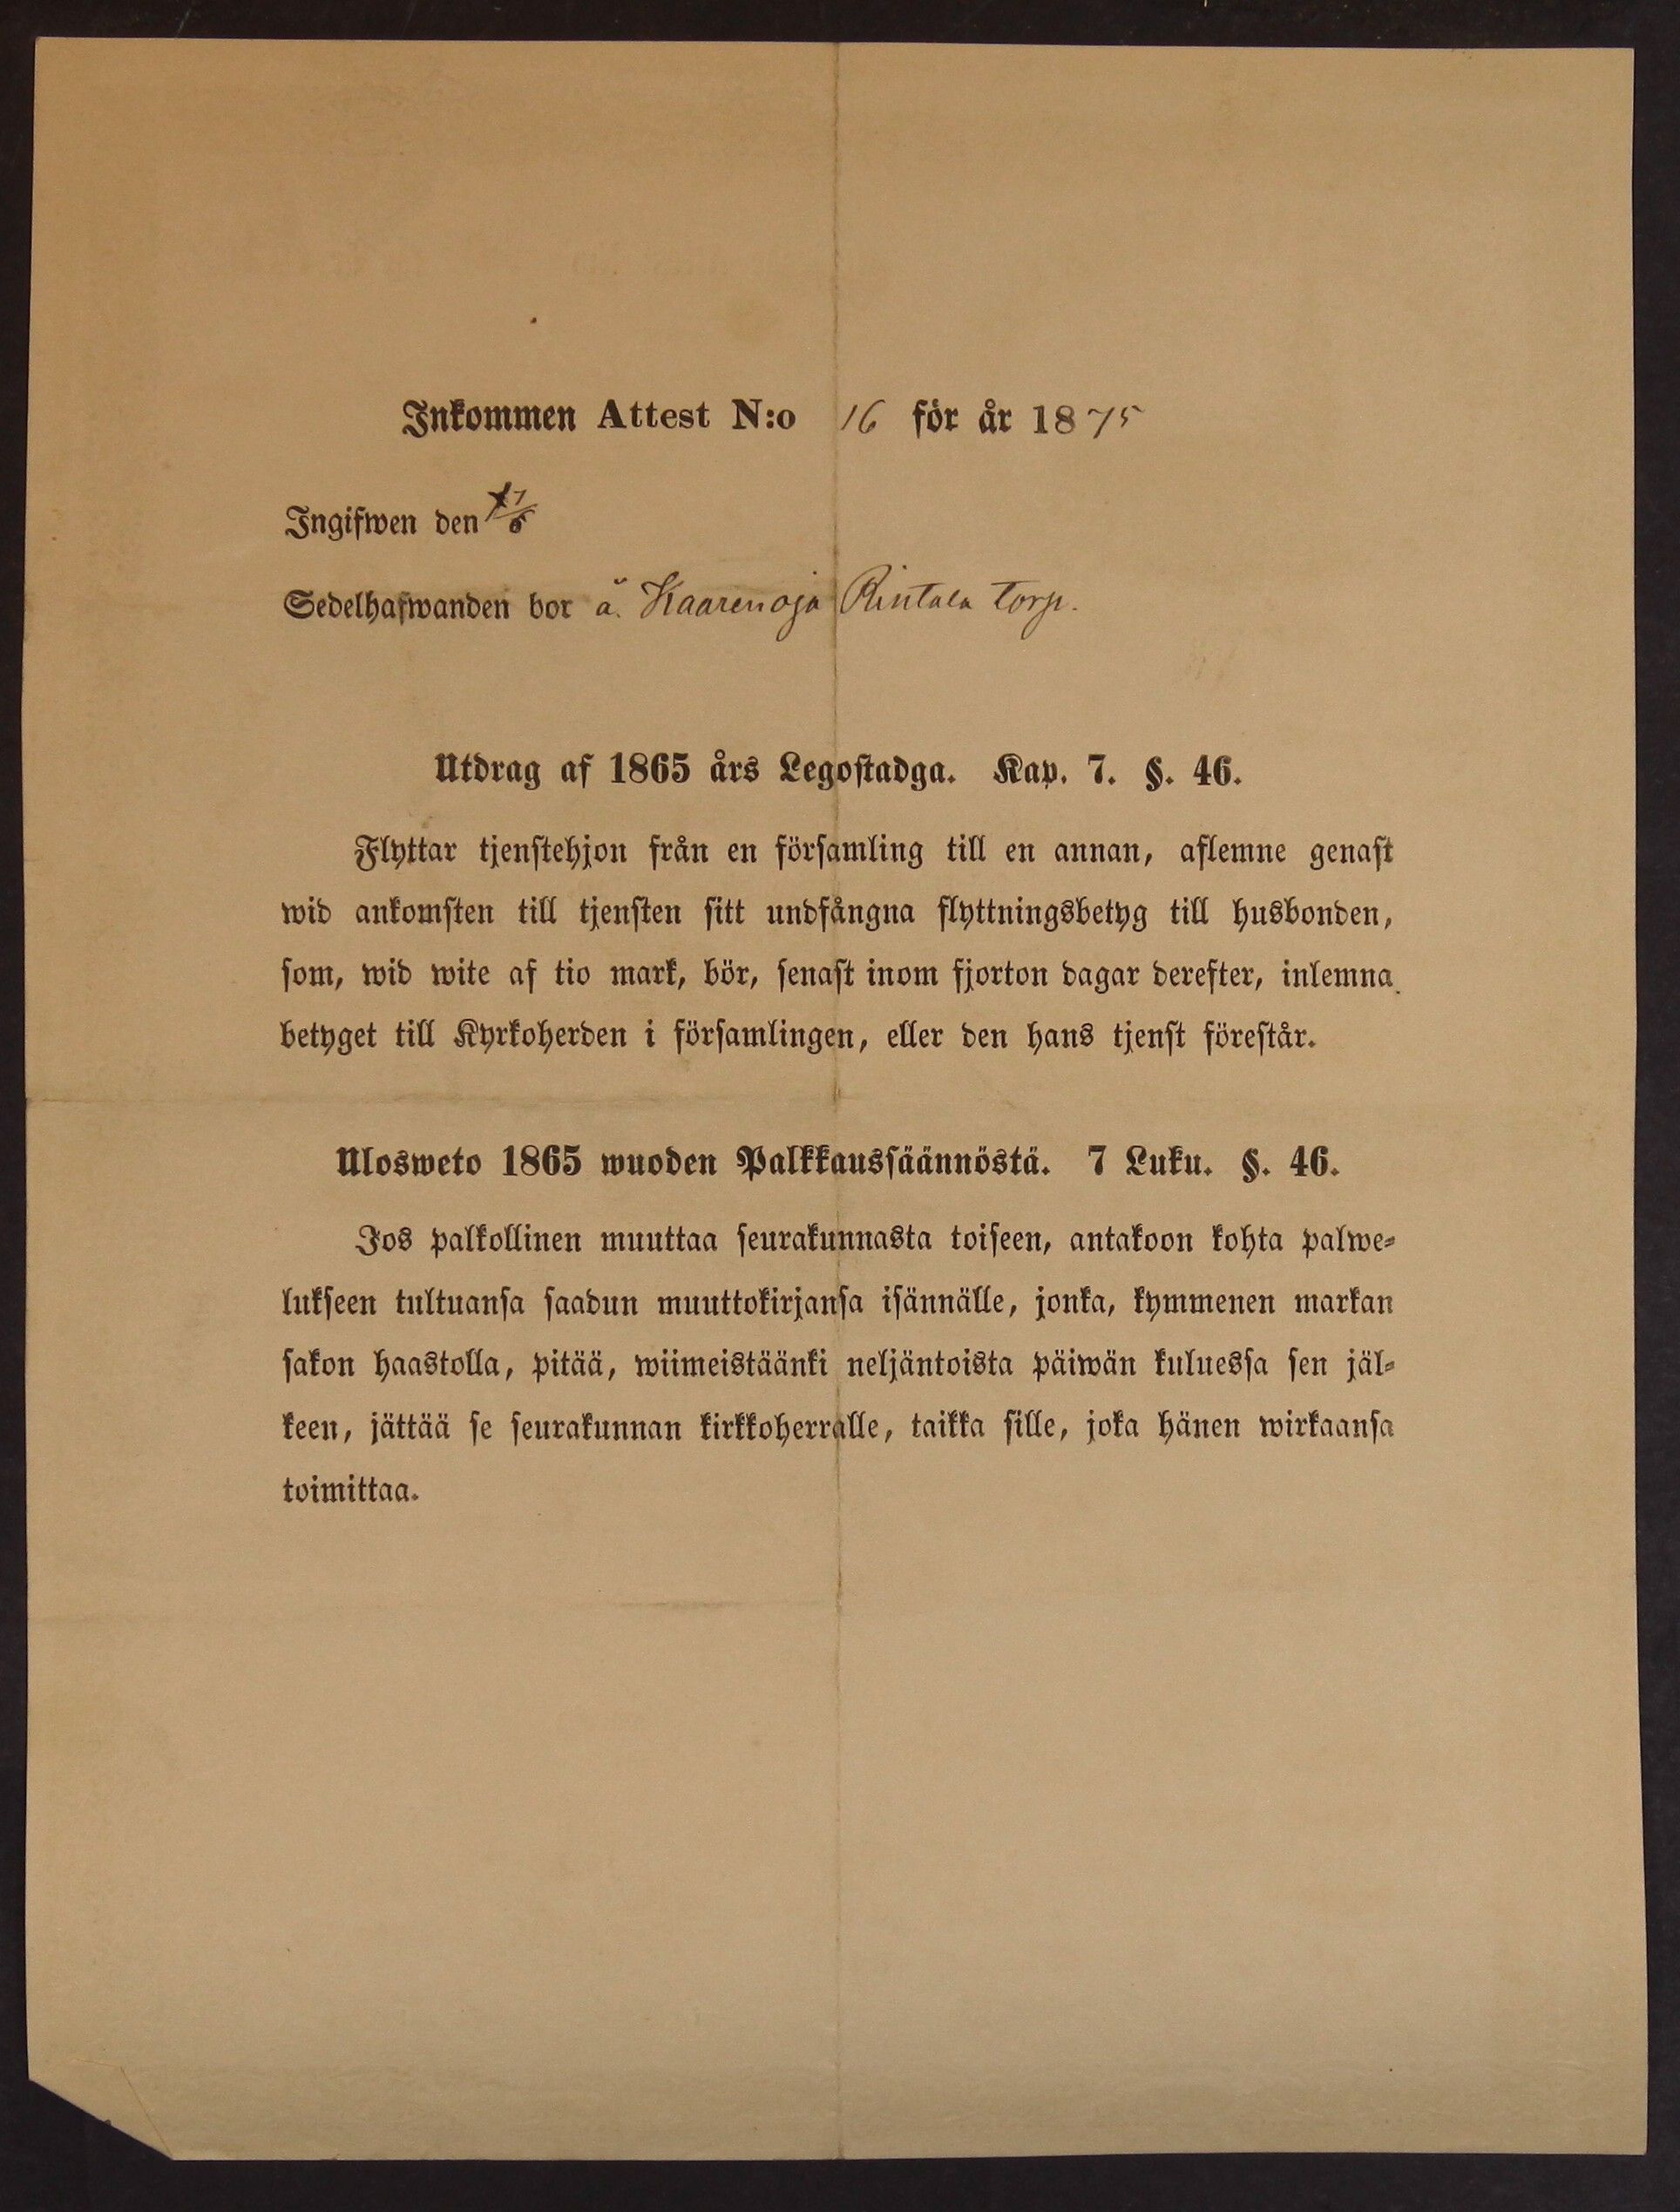 Inkommen Attest N:o 16 för år 1875
Ingifwen den
Sedelhafwanden bor å Kaarenoja Rintala torp.
Utdrag af 1865 års Legostadga. Kap. 7. §. 46.
Flyttar tjenstehjon från en församling till en annan, aflemne genast
wid ankomsten till tjensten sitt undfångna flyttningsbetyg till husbonden,
som, wid wite af tio mark, bör, senast inom fjorton dagar derefter, inlemna
betyget till Kyrkoherden i församlingen, eller den hans tjenst förestår.
Ulosweto 1865 wuoden Palkkaussäännöstä. 7 Luku. §. 46.
Jos palkollinen muuttaa seurakunnasta toiseen, antakoon kohta palwe-
lukseen tultuansa saadun muuttokirjansa isännälle, jonka, kymmenen markan
sakon haastolla, pitää, wiimeistäänki neljäntoista päiwän kuluessa sen jäl-
keen, jättää se seurakunnan kirkkoherralle, taikka sille, joka hänen wirkaansa
toimittaa.